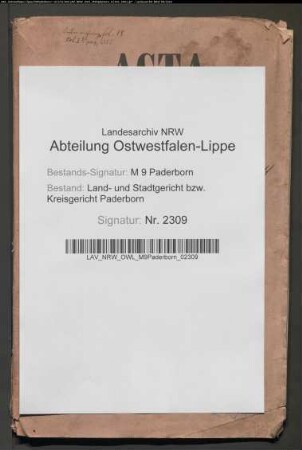 ACTA
Landesarchiv NRW
Abteilung Ostwestfalen-Lippe
Bestands-Signatur: M 9 Paderborn
Bestand: Land- und Stadtgericht bzw.
Kreisgericht Paderborn
Signatur: Nr. 2309
LAV_NRW_OWL_M9Paderborn_02309